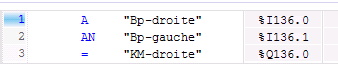 1 A "Bp-droite" %I136.0
2 AN "Bp-gauche" %I136.1
3 = "KM-droite" %Q136.0